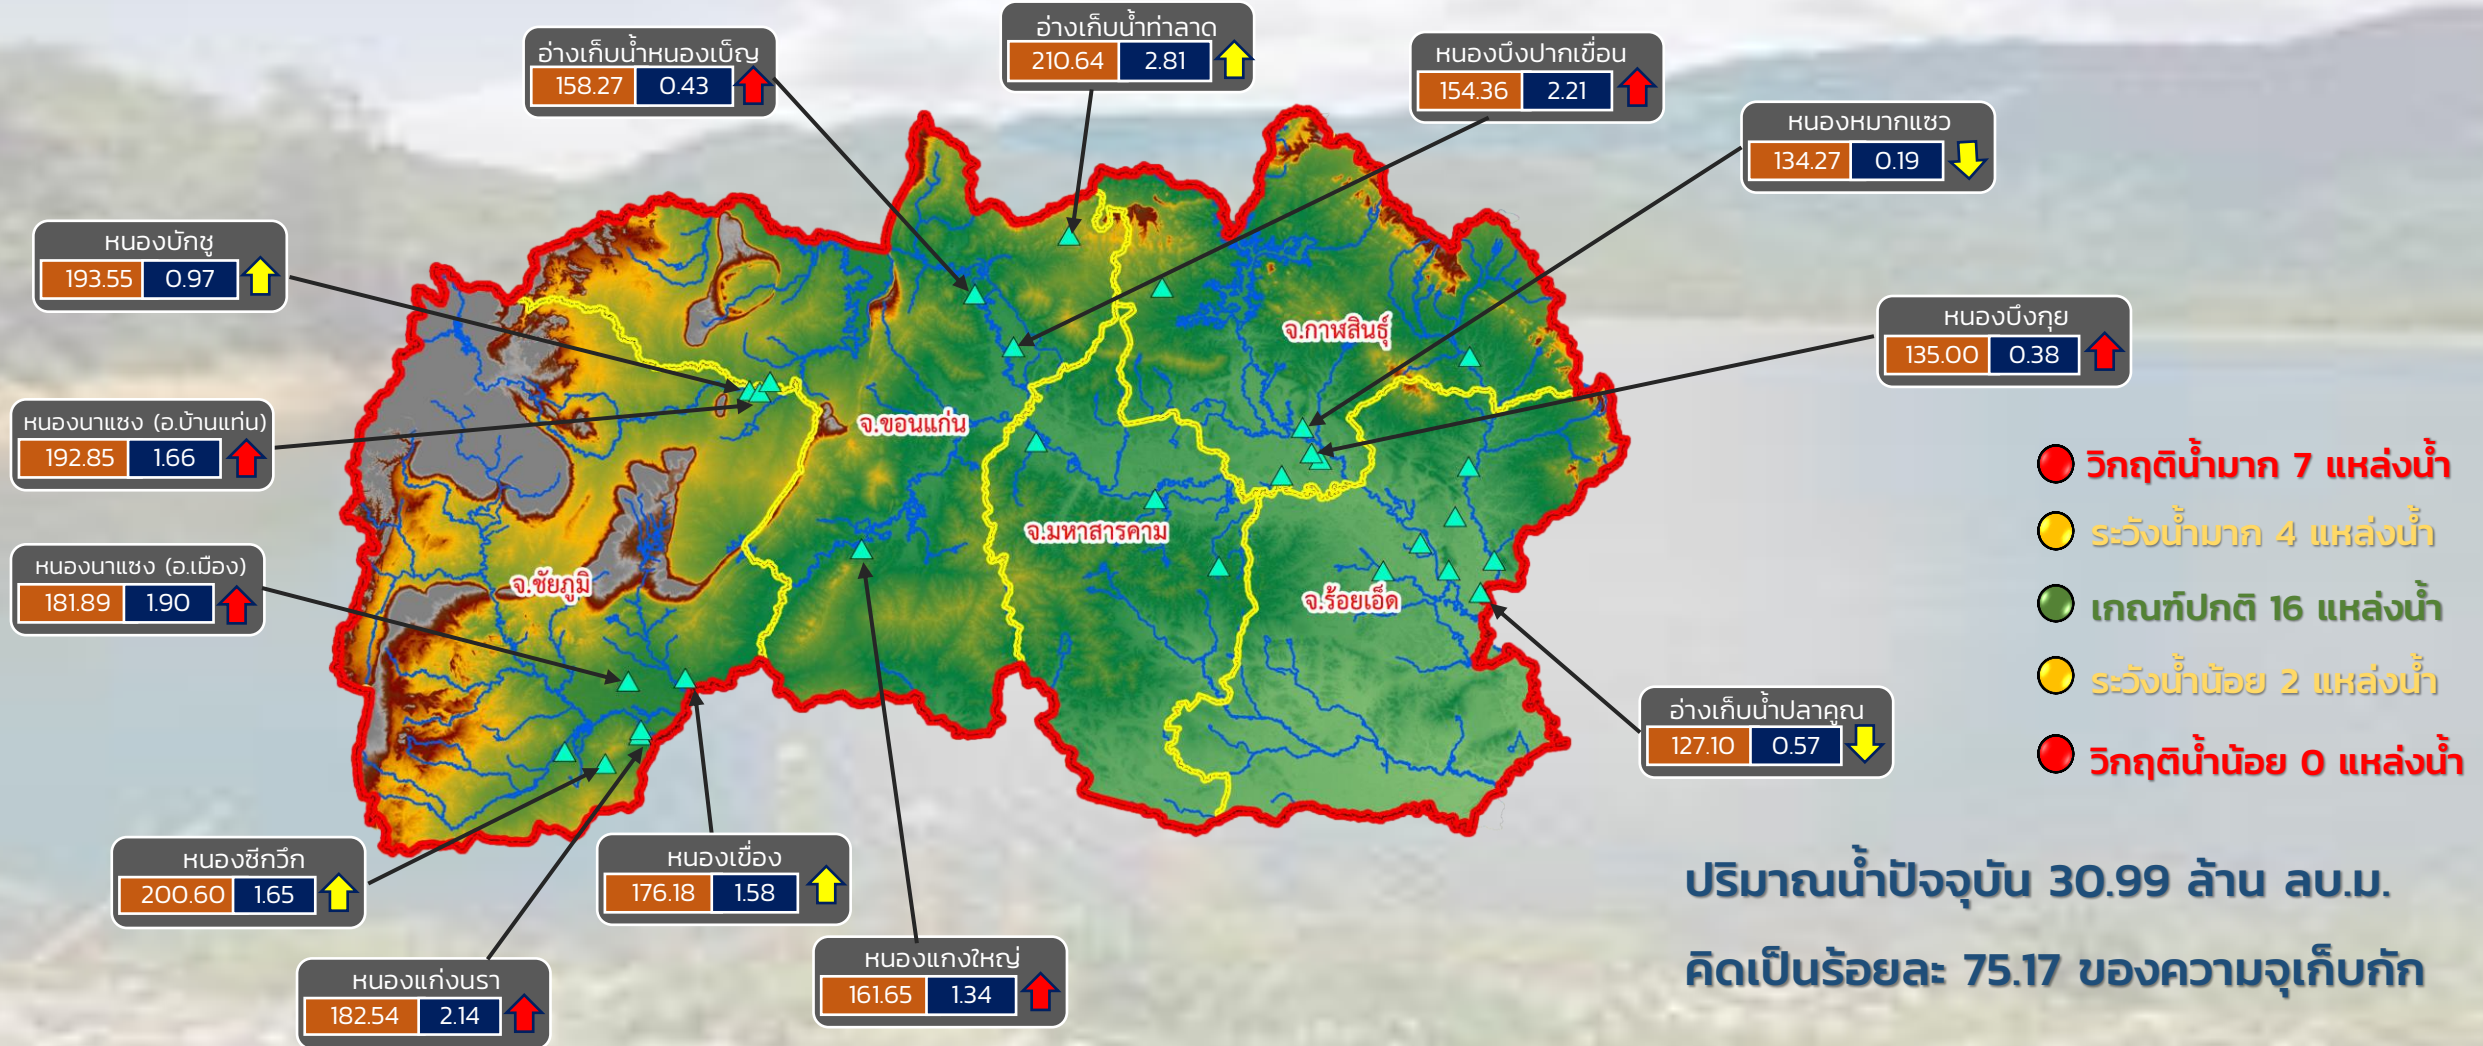 อ่างเก็บน้ำหนองเบ็ญ
158.27 0.43
อ่างเก็บน้ำท่าลาด
210.64 2.81
หนองบึงปากเขื่อน
154.36 2.21
หนองหมากแซว
134.27 0.19
หนองบักชู
193.55 0.97
หนองบึงกุย
135.00 0.38
หนองนาแซง (อ.บ้านแท่น)
192.85 1.66
หนองนาแซง (อ.เมือง)
181.89 1.90
จ.กาฬสินธุ์
จ.ขอนแก่น
จ.มหาสารคาม
จ.ชัยภูมิ
จ.ร้อยเอ็ด
วิกฤติน้ำมาก 7 แหล่งน้ำ
ระวังน้ำมาก 4 แหล่งน้ำ
เกณฑ์ปกติ 16 แหล่งน้ำ
ระวังน้ำน้อย 2 แหล่งน้ำ
วิกฤติน้ำน้อย 0 แหล่งน้ำ
อ่างเก็บน้ำปลาคูณ
127.10 0.57
หนองซีกวึก
200.60 1.65
หนองเขื่อง
176.18 1.58
หนองแก่งนรา
182.54 2.14
หนองแกงใหญ่
161.65 1.34
ปริมาณน้ำปัจจุบัน 30.99 ล้าน ลบ.ม.
คิดเป็นร้อยละ 75.17 ของความจุเก็บกัก